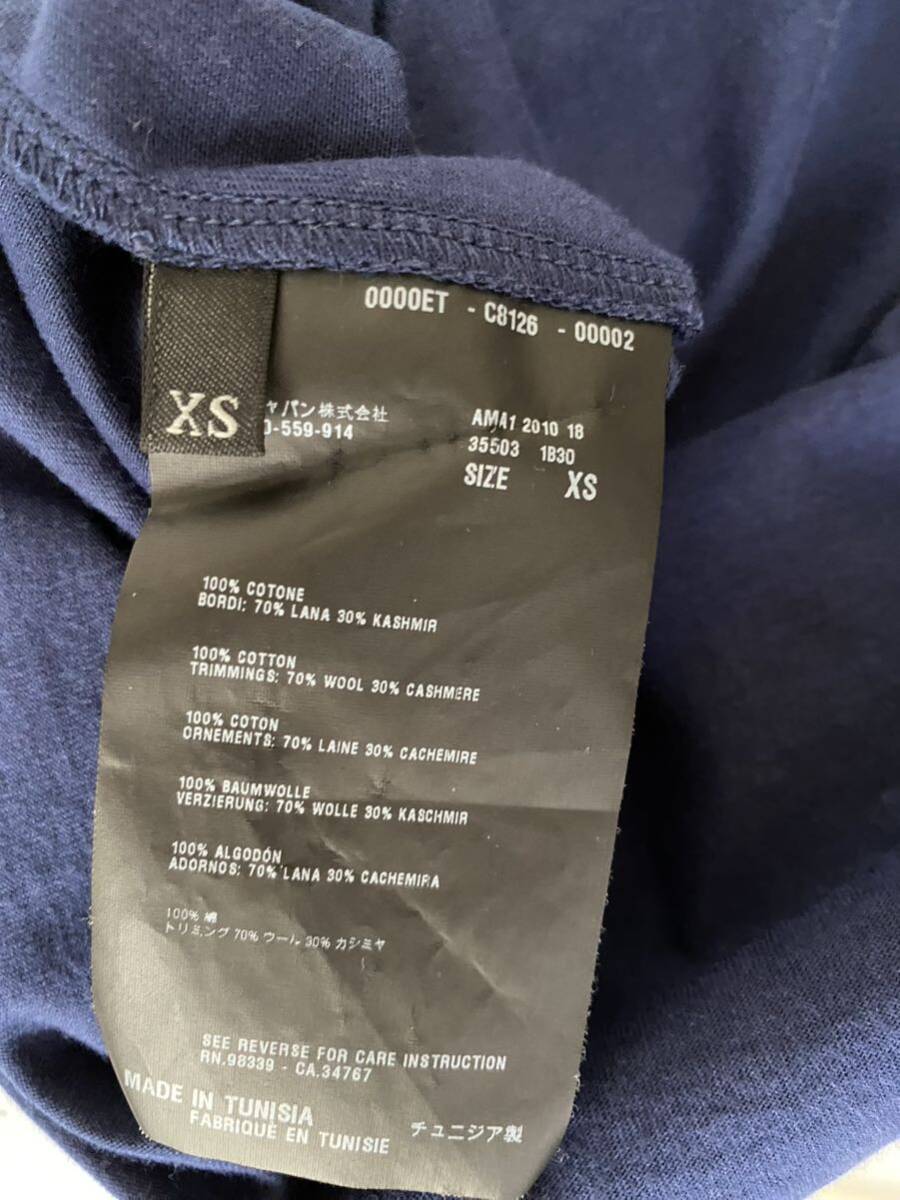 0000ET - C8126 - 00002
XS
ャパン株式会社
0-559-914
AMA1 2010 18
35503 1B30
SIZE XS
100% COTONE
BORDI: 70% LANA 30% KASHMIR
100% COTTON
TRIMMINGS: 70% WOOL 30% CASHMERE
100% COTON
ORNEMENTS: 70% LAINE 30% CACHEMIRE
100% BAUMWOLLE
VERZIERUNG: 70% WOLLE 30% KASCHMIR
100% ALGODÓN
ADORNOS: 70% LANA 30% CACHEMIRA
100% 綿
トリミング 70% ウール 30% カシミヤ
SEE REVERSE FOR CARE INSTRUCTION
RN.98339 - CA.34767
MADE IN TUNISIA
FABRIQUE EN TUNISIE
チュニジア製